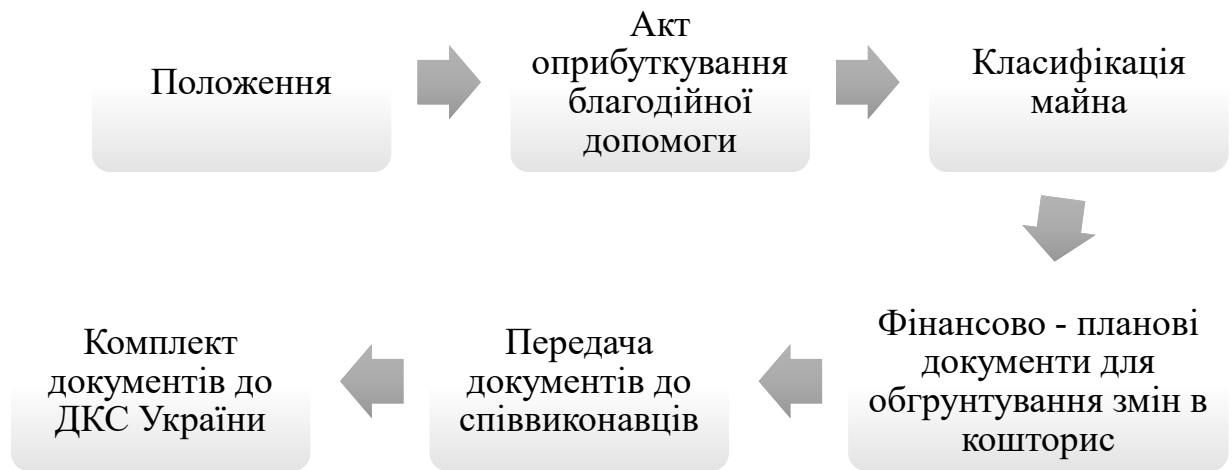 Положення
Акт
оприбуткування
благодійної
допомоги
Класифікація
майна
Фінансово - планові
документи для
обгрунтування змін в
кошторис
Передача
документів до
співвиконавців
Комплект
документів до
ДКС України